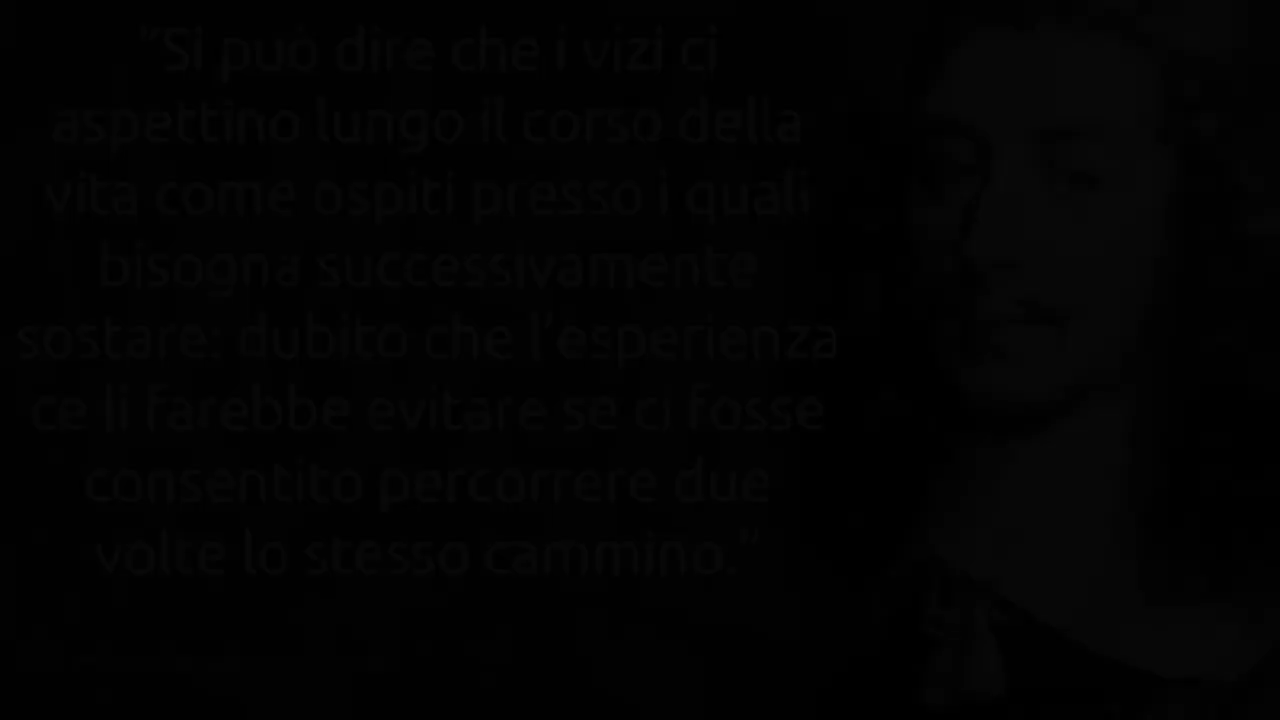 "Si può dire che i vizi ci
aspettino lungo il corso della
vita come ospiti presso i quali
bisogna successivamente
sostare: dubito che l'esperienza
ce li farebbe evitare se ci fosse
consentito percorrere due
volte lo stesso cammino."